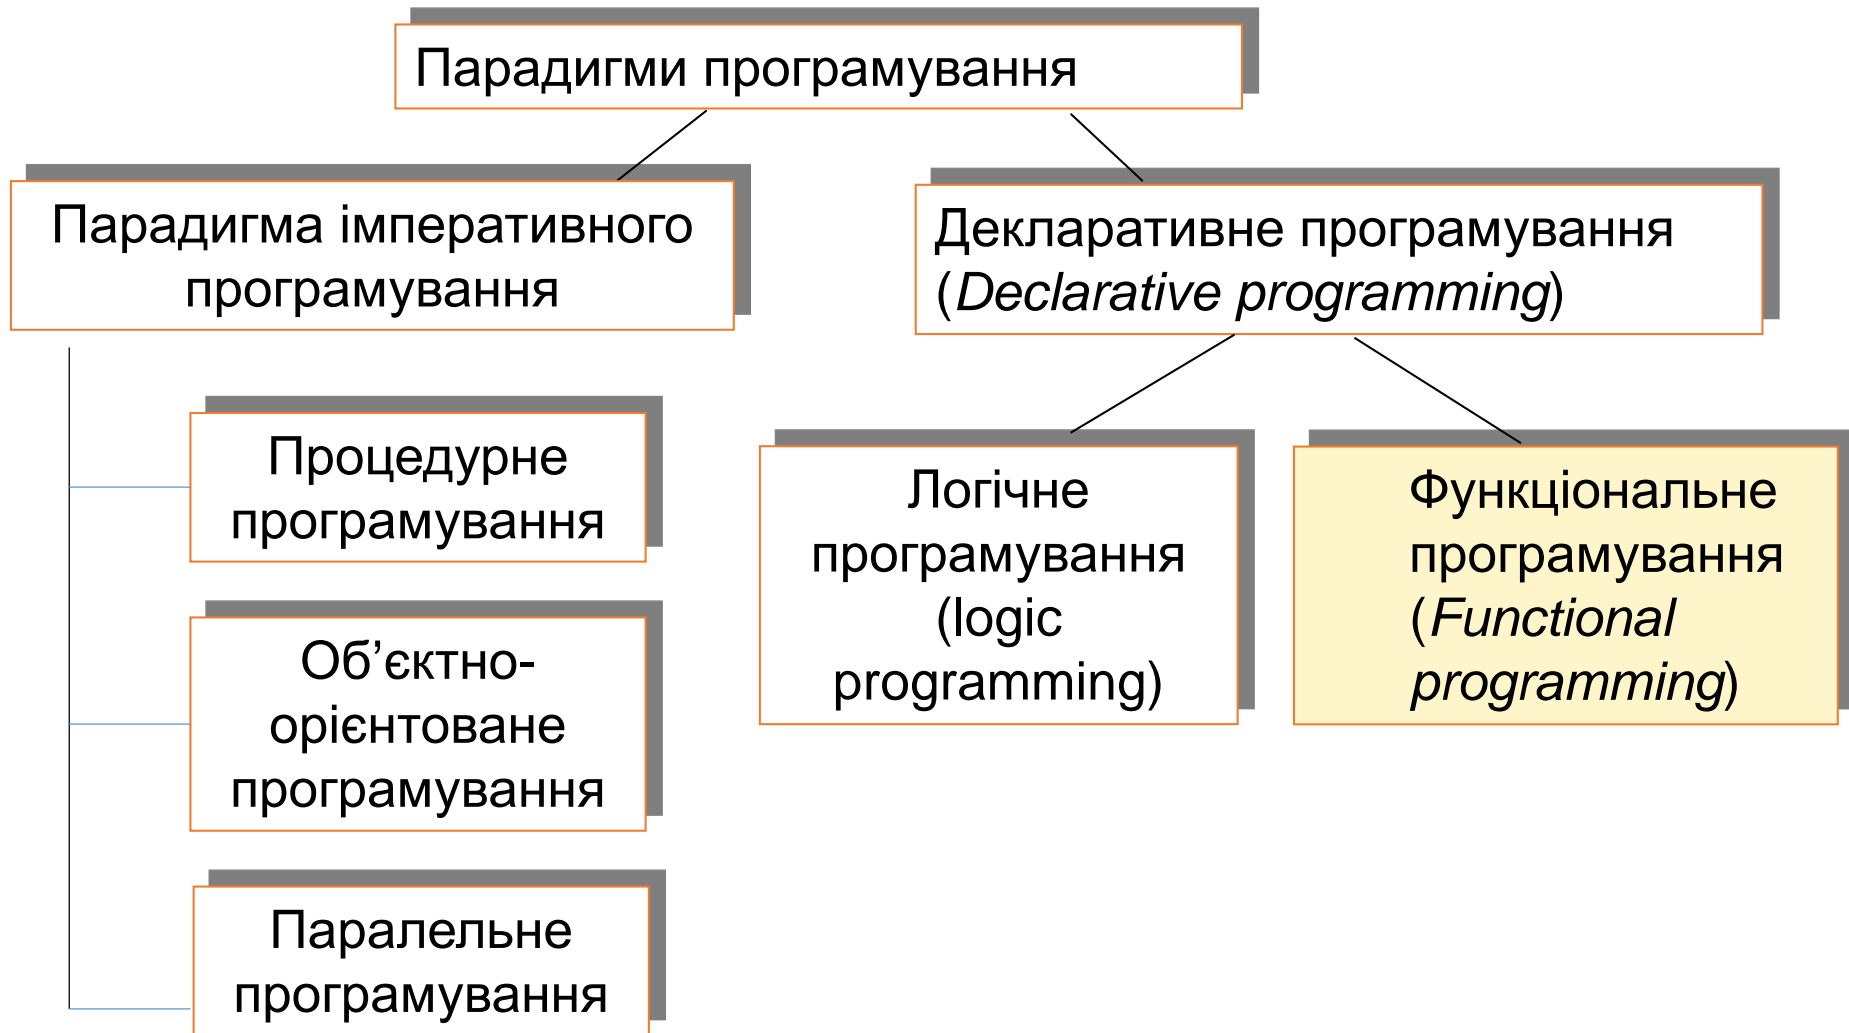 Парадигми програмування
Парадигма імперативного
програмування
Декларативне програмування
(Declarative programming)
Процедурне
програмування
Об’єктно-
орієнтоване
програмування
Паралельне
програмування
Логічне
програмування
(logic
programming)
Функціональне
програмування
(Functional
programming)